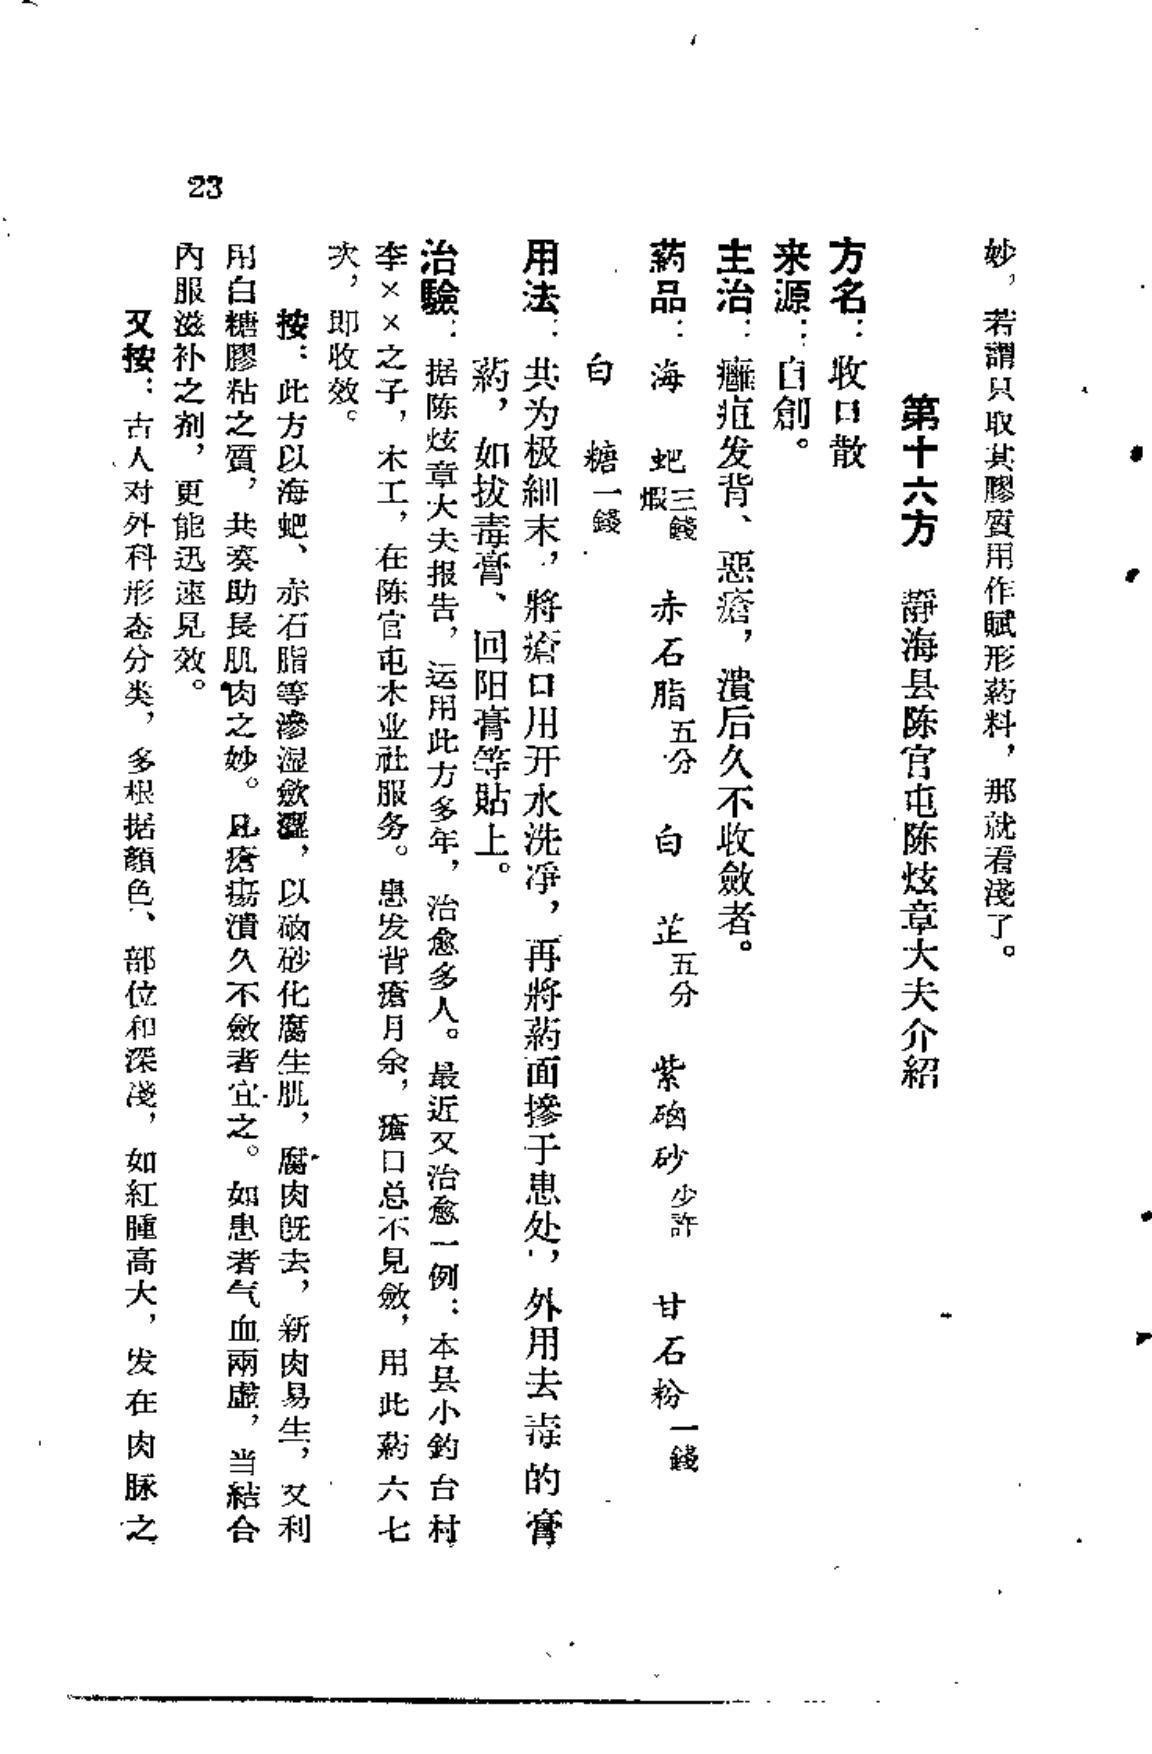 妙，若謂只取其膠質用作賦形葯料，那就看淺了。
第十六方　靜海县陈官屯陈炫章大夫介紹
方名：收口散
来源：自創。
主治：癰疽发背、惡瘡，潰后久不收斂者。
葯品：海　蚆煆三錢　赤石脂五分　白　芷五分　紫硇砂少許　甘石粉一錢
白　糖一錢
用法：共为极細末，將瘡口用开水洗净，再將葯面摻于患处，外用去毒的膏
葯，如拔毒膏、回阳膏等貼上。
治驗：据陈炫章大夫报告，运用此方多年，治愈多人。最近又治愈一例：本县小釣台村
李××之子，木工，在陈官屯木业社服务。患发背瘡月余，瘡口总不見斂，用此葯六七
次，即收效。
按：此方以海蚆、赤石脂等滲湿斂澀，以硇砂化腐生肌，腐肉旣去，新肉易生，又利
用白糖膠粘之質，共奏助長肌肉之妙。凡瘡瘍潰久不斂者宜之。如患者气血兩虛，当結合
內服滋补之剂，更能迅速見效。
又按：古人对外科形态分类，多根据顏色、部位和深淺，如紅腫高大，发在肉脉之
23